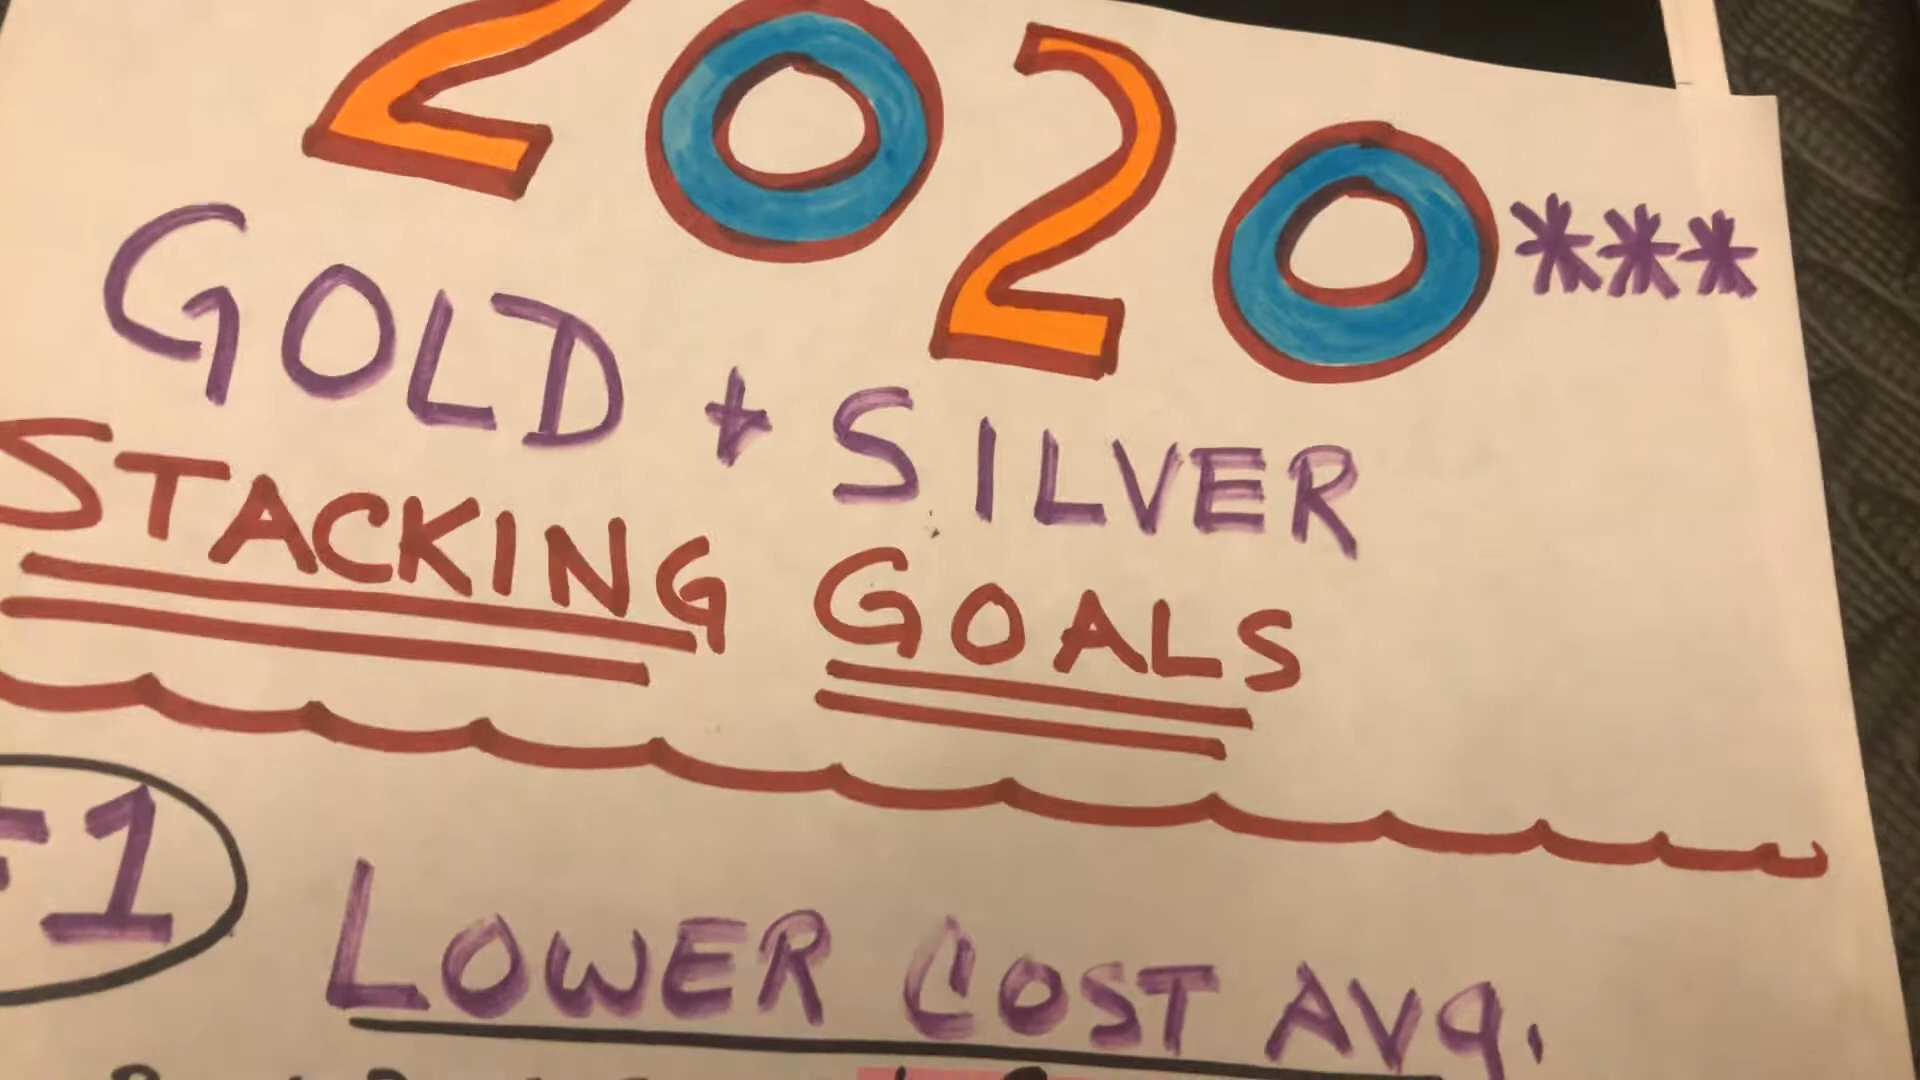 2020***
GOLD + SILVER
STACKING GOALS
#1
LOWER COST AVG.